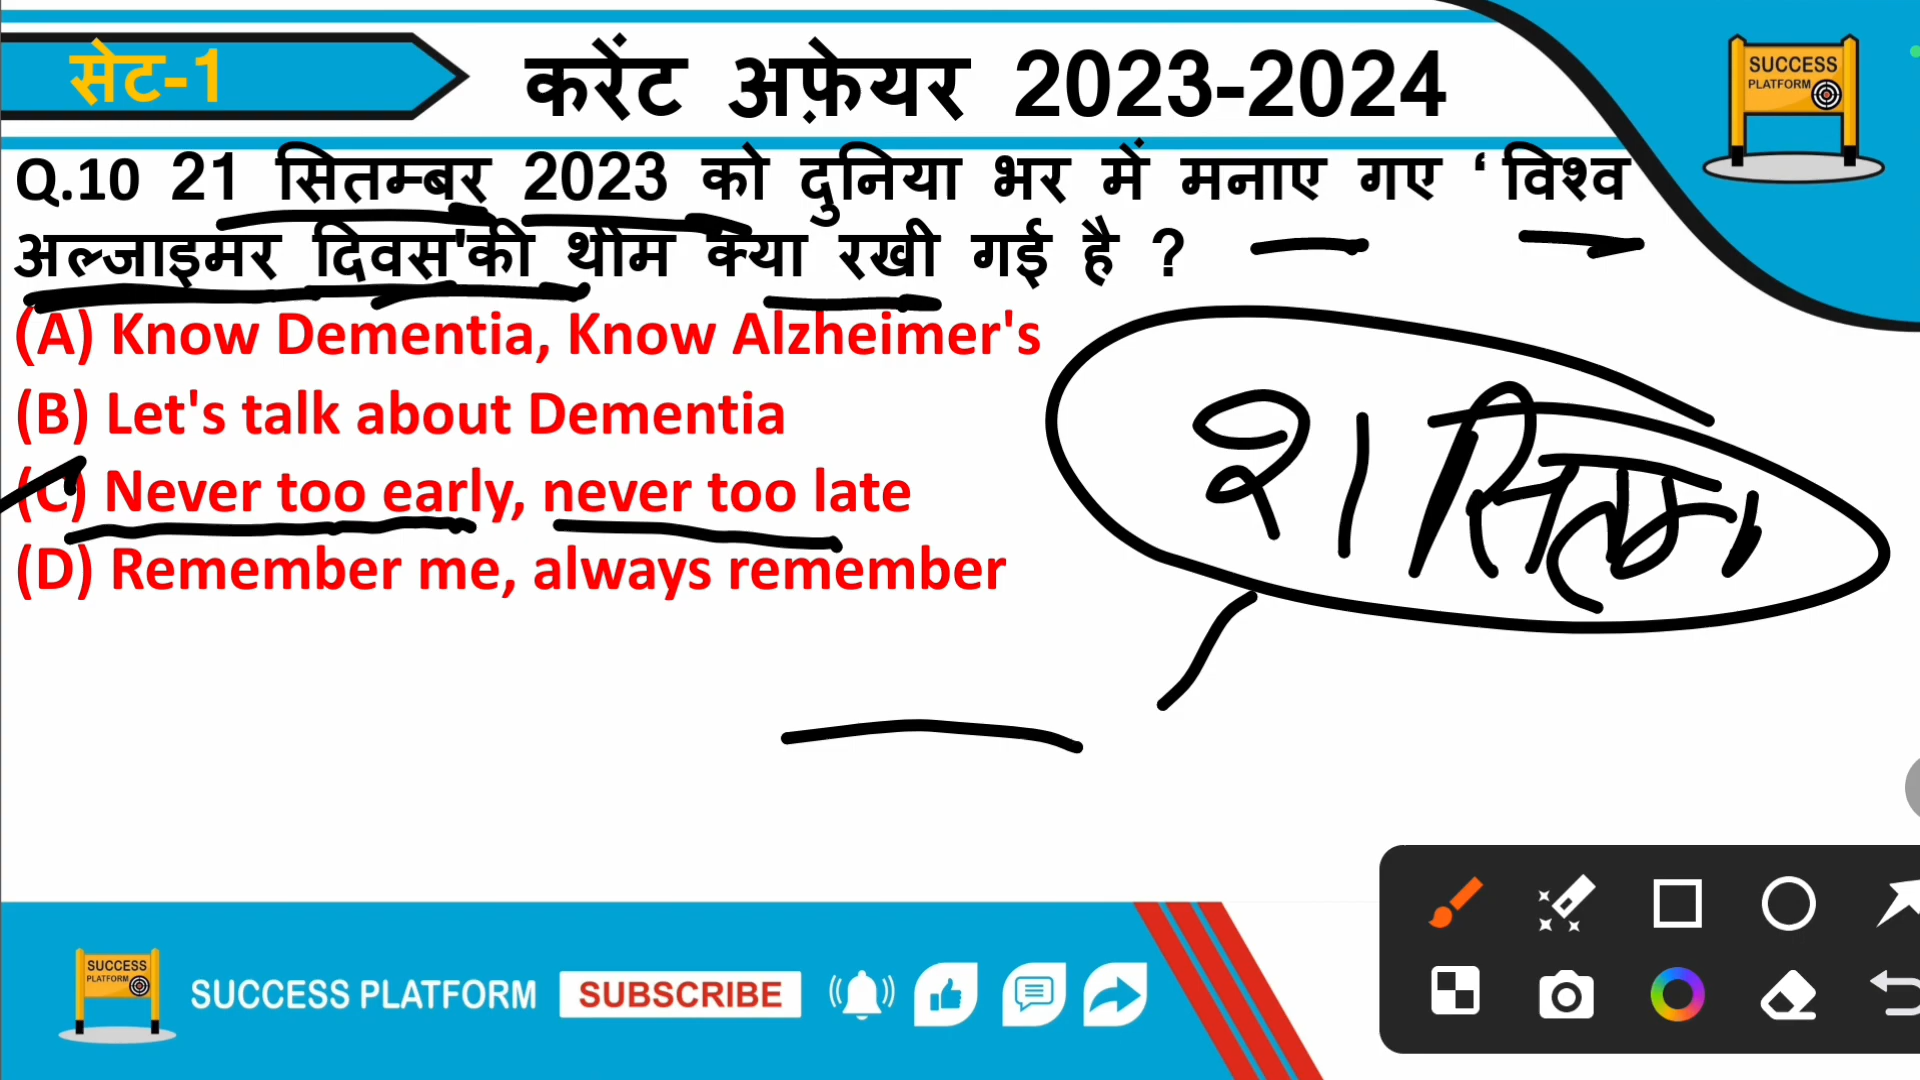 सेट-1
करेंट अफ़ेयर 2023-2024
SUCCESS
PLATFORM
Q.10 21 सितम्बर 2023 को दुनिया भर में मनाए गए ‘ विश्व
अल्जाइमर दिवस'की थीम क्या रखी गई है ?
(A) Know Dementia, Know Alzheimer's
(B) Let's talk about Dementia
(C) Never too early, never too late
(D) Remember me, always remember
21
SUCCESS
PLATFORM
SUCCESS PLATFORM
SUBSCRIBE